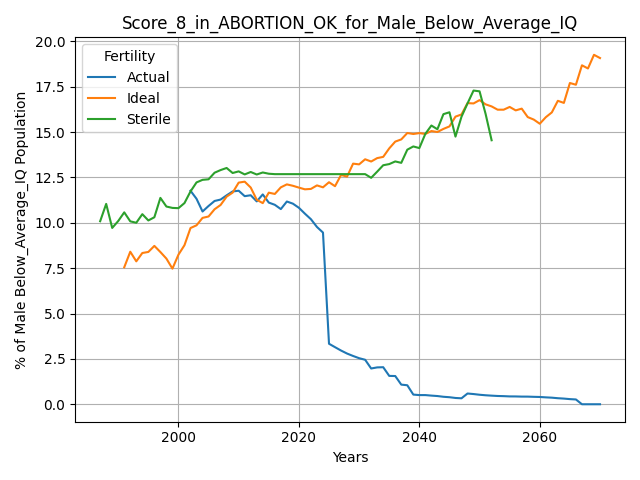 Score_8_in_ABORTION_OK_for_Male_Below_Average_IQ
% of Male Below_Average_IQ Population
20.0
17.5
15.0
12.5
10.0
7.5
5.0
2.5
0.0
Fertility
Actual
Ideal
Sterile
2000
2020
2040
2060
Years